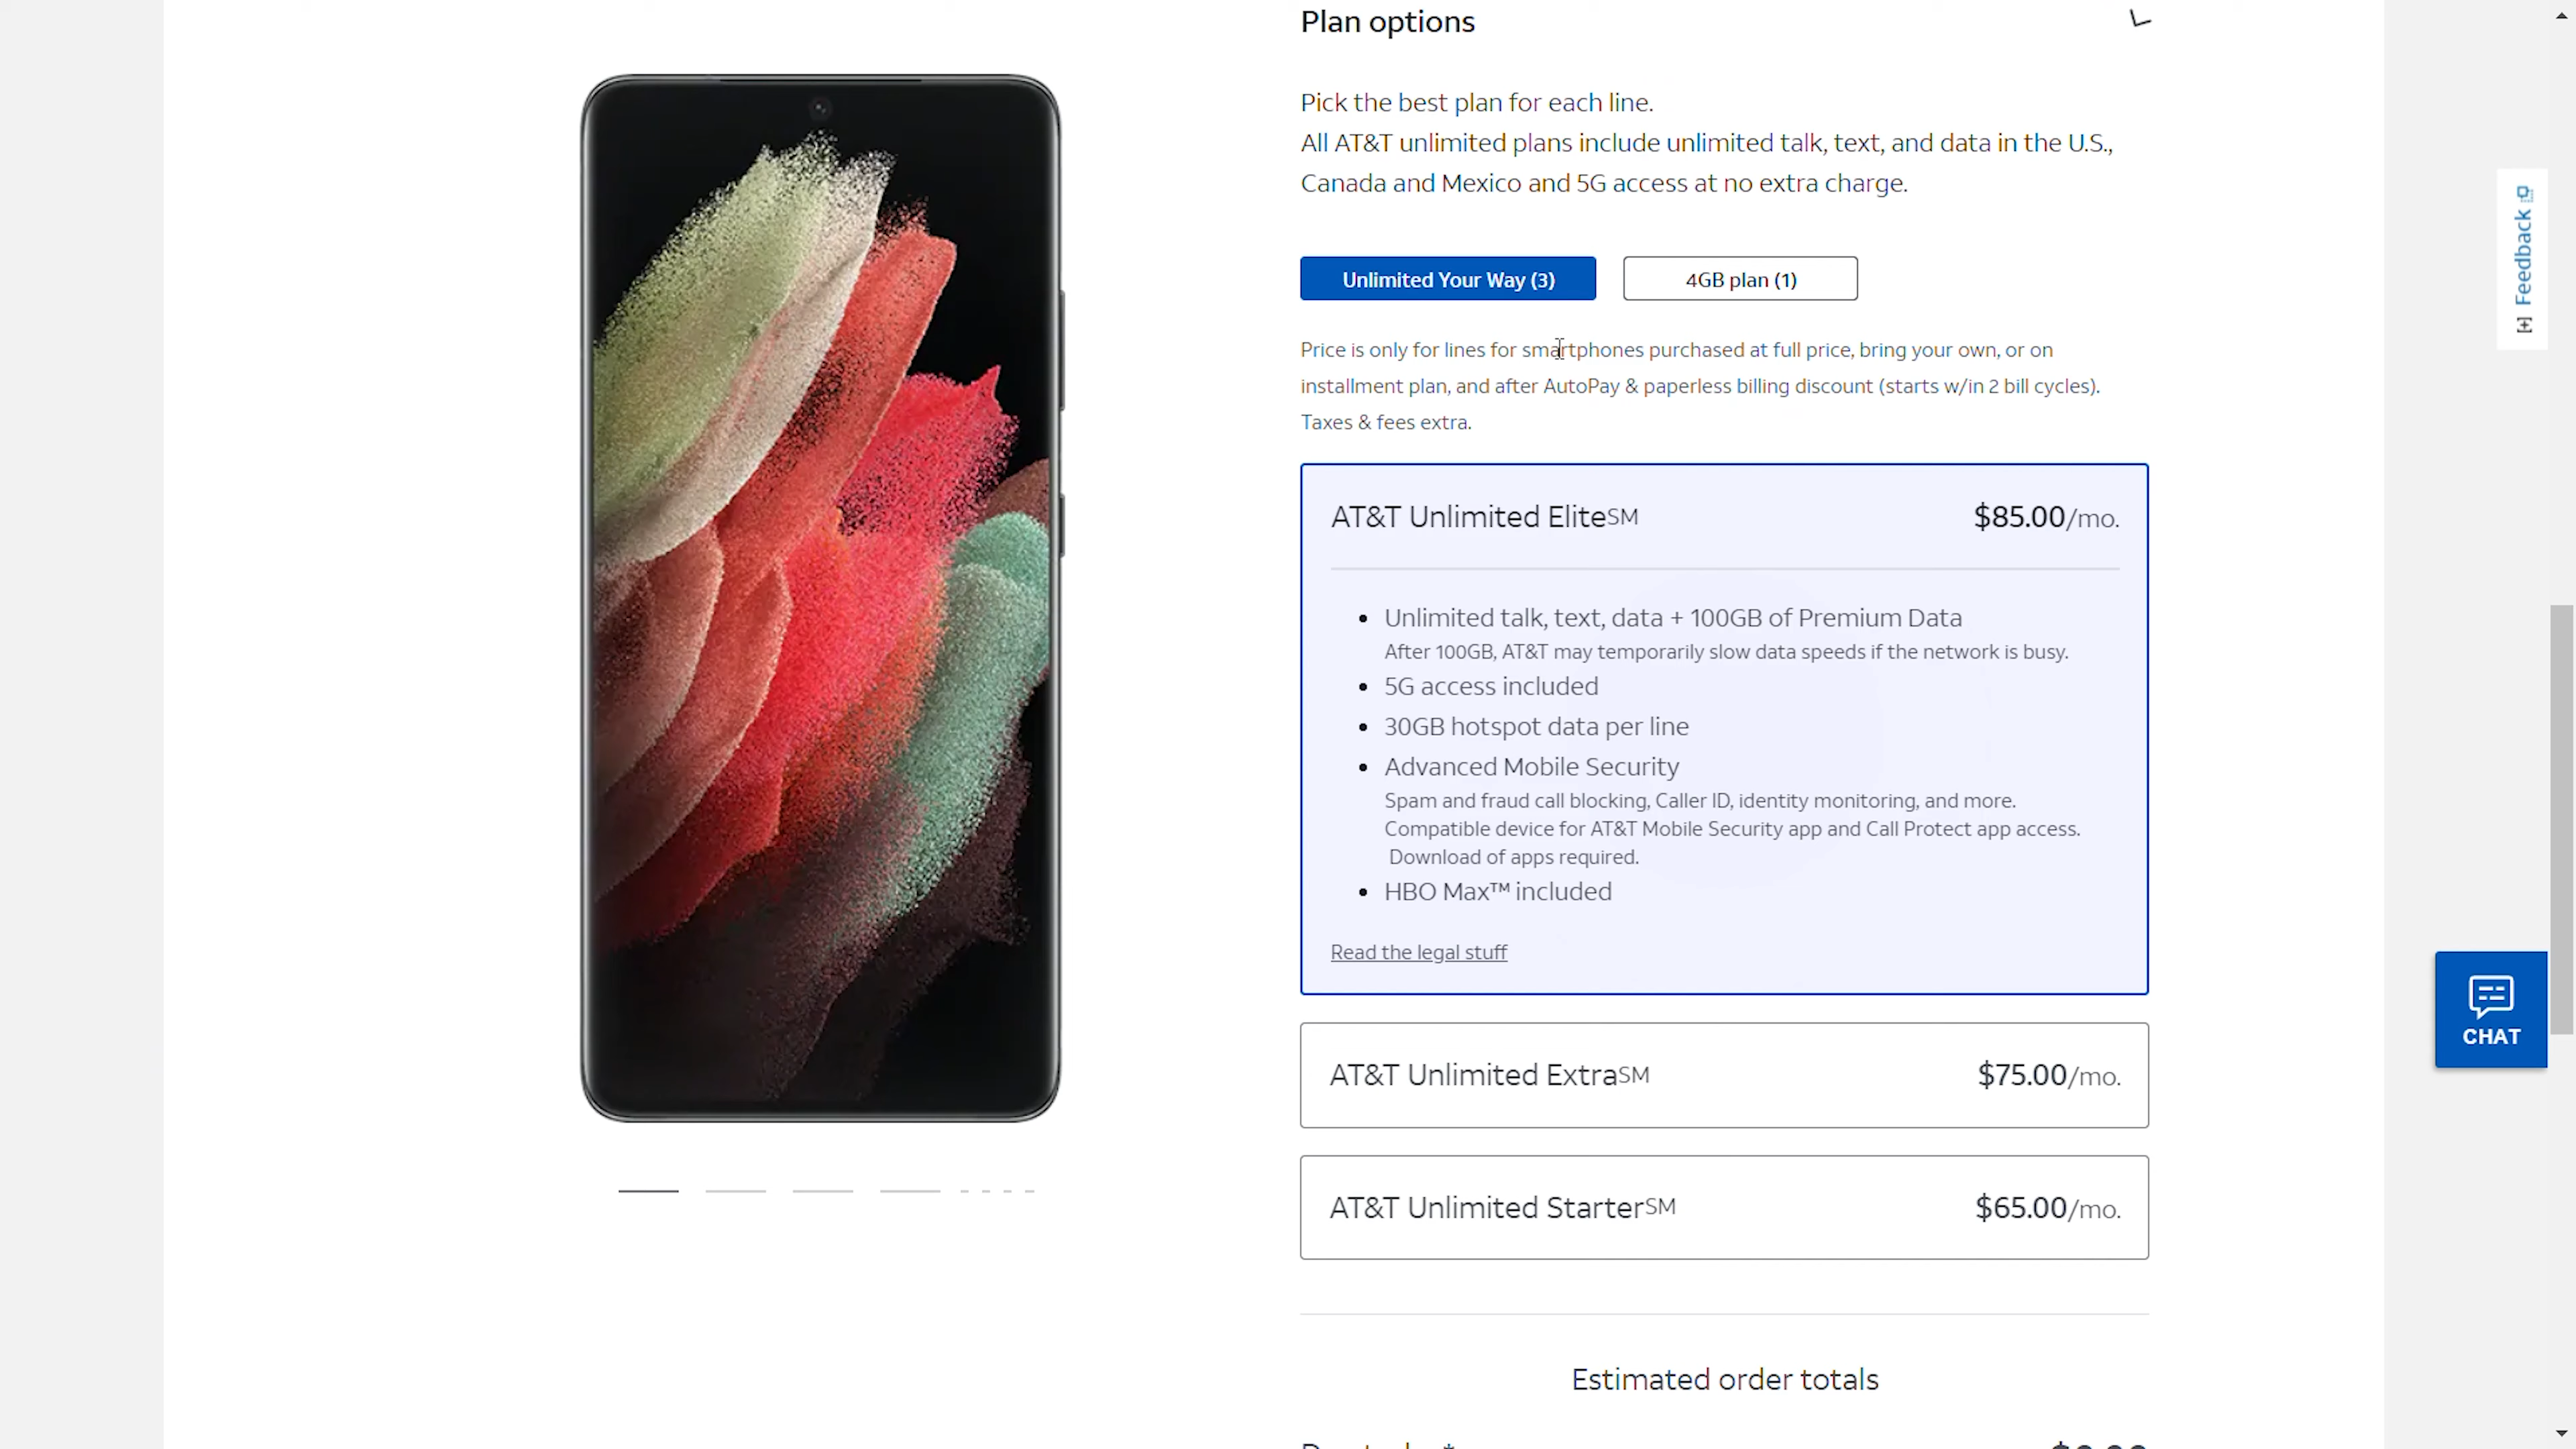 Plan options
Pick the best plan for each line.
All AT&T unlimited plans include unlimited talk, text, and data in the U.S.,
Canada and Mexico and 5G access at no extra charge.
Unlimited Your Way (3)
4GB plan (1)
Price is only for lines for smartphones purchased at full price, bring your own, or on
installment plan, and after AutoPay & paperless billing discount (starts w/in 2 bill cycles).
Taxes & fees extra.
AT&T Unlimited EliteSM
$85.00/mo.
• Unlimited talk, text, data + 100GB of Premium Data
After 100GB, AT&T may temporarily slow data speeds if the network is busy.
• 5G access included
• 30GB hotspot data per line
• Advanced Mobile Security
Spam and fraud call blocking, Caller ID, identity monitoring, and more.
Compatible device for AT&T Mobile Security app and Call Protect app access.
Download of apps required.
• HBO Max™ included
Read the legal stuff
AT&T Unlimited ExtraSM
$75.00/mo.
AT&T Unlimited StarterSM
$65.00/mo.
Estimated order totals
[+] Feedback
CHAT